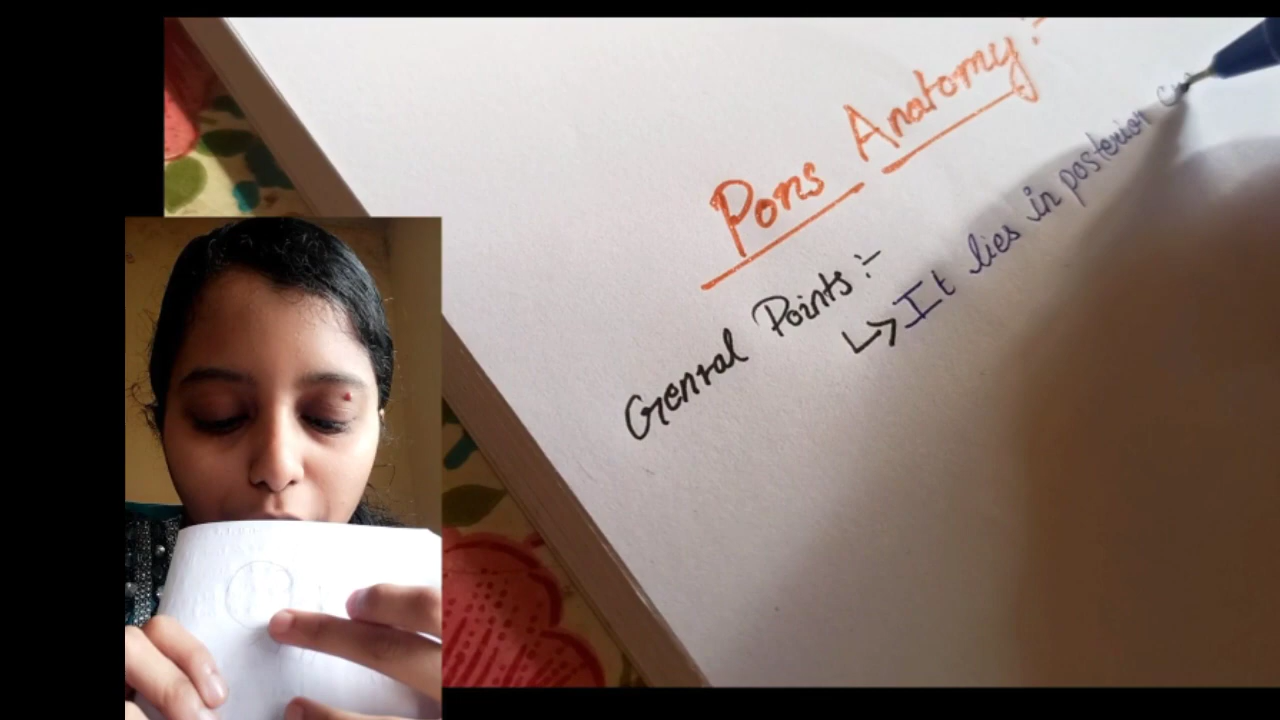 Pons Anatomy :-
Genral Points :-
↳ It lies in posterior